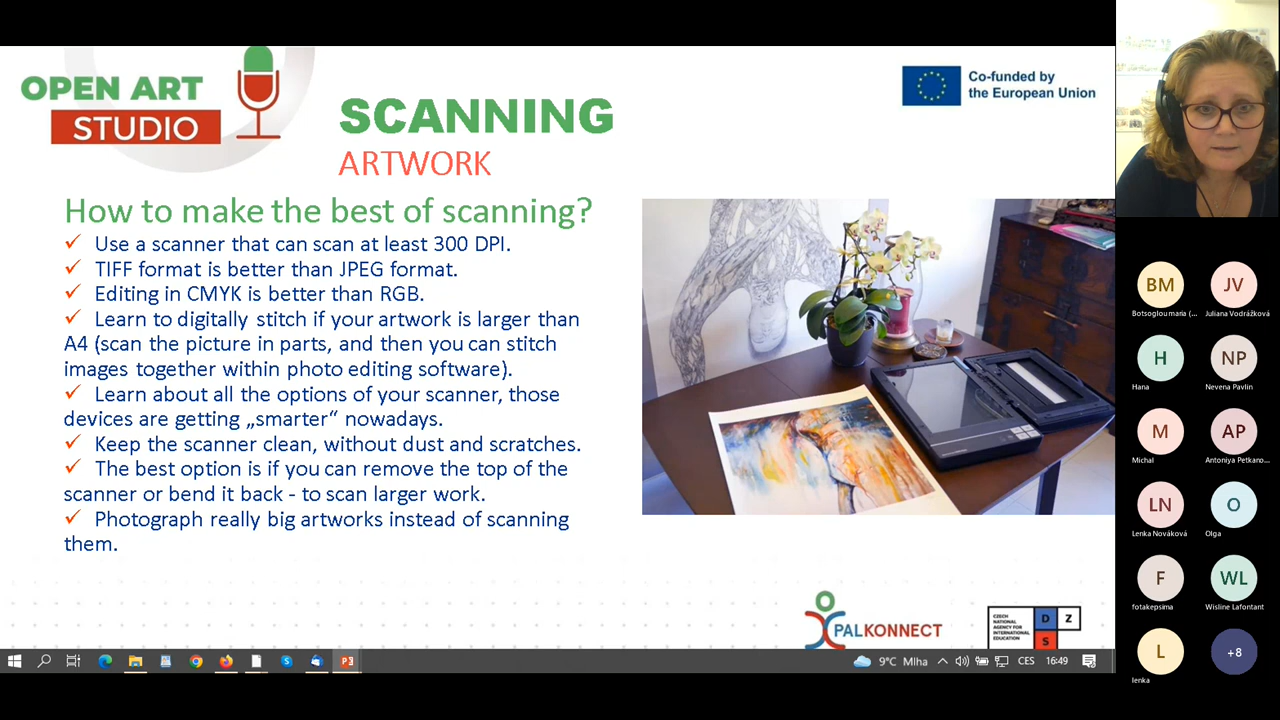 OPEN ART
STUDIO
SCANNING
ARTWORK
Co-funded by
the European Union
How to make the best of scanning?
✓ Use a scanner that can scan at least 300 DPI.
✓ TIFF format is better than JPEG format.
✓ Editing in CMYK is better than RGB.
✓ Learn to digitally stitch if your artwork is larger than
A4 (scan the picture in parts, and then you can stitch
images together within photo editing software).
✓ Learn about all the options of your scanner, those
devices are getting „smarter“ nowadays.
✓ Keep the scanner clean, without dust and scratches.
✓ The best option is if you can remove the top of the
scanner or bend it back - to scan larger work.
✓ Photograph really big artworks instead of scanning
them.
PALKONNECT
CZECH
NATIONAL
AGENCY FOR
INTERNATIONAL
EDUCATION
D Z
S
9°C Mlha
CES
16:49
BM
Botsoglou maria (...
JV
Juliana Vodrážková
H
Hana
NP
Nevena Pavlin
M
Michal
AP
Antoniya Petkano...
LN
Lenka Nováková
O
Olga
F
fotakepsima
WL
Wisline Lafontant
L
lenka
+8